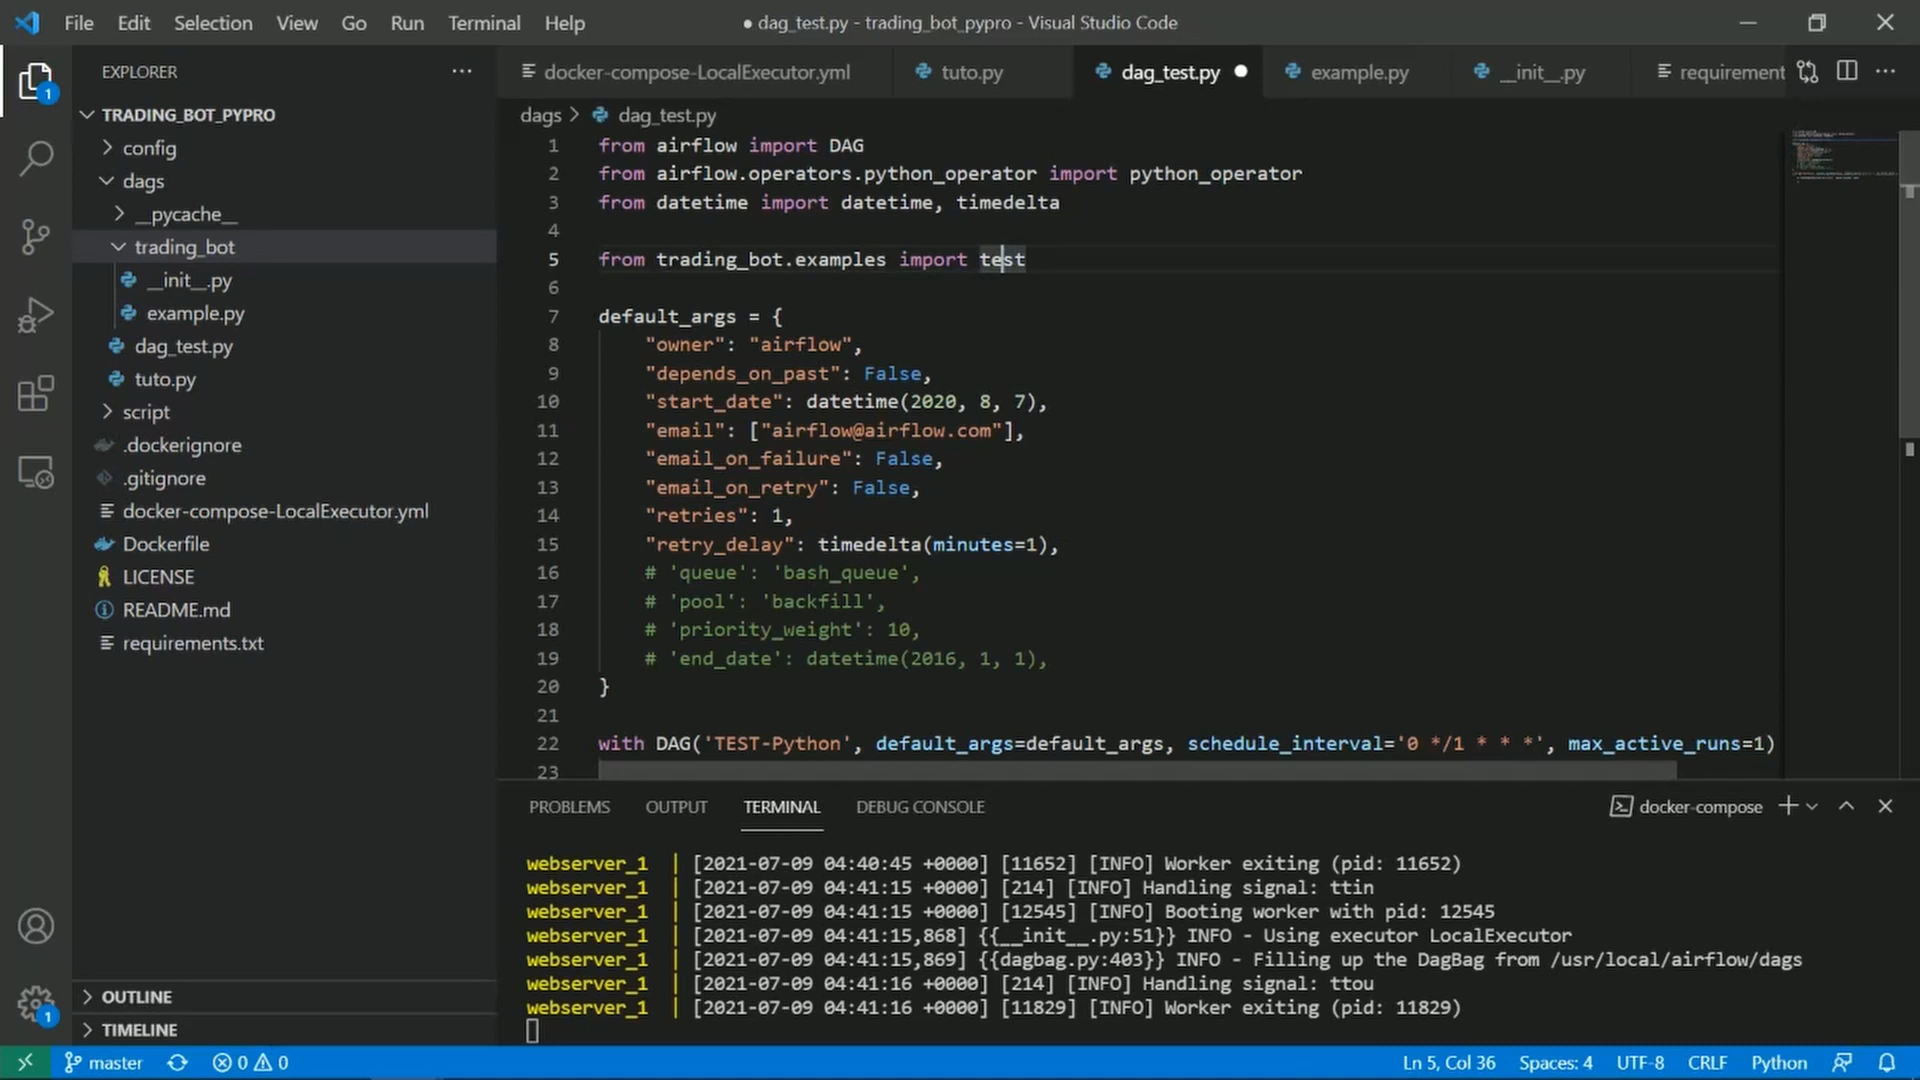 File Edit Selection View Go Run Terminal Help
● dag_test.py - trading_bot_pypro - Visual Studio Code
EXPLORER
TRADING_BOT_PYPRO
config
dags
__pycache__
trading_bot
__init__.py
example.py
dag_test.py
tuto.py
script
.dockerignore
.gitignore
docker-compose-LocalExecutor.yml
Dockerfile
LICENSE
README.md
requirements.txt
OUTLINE
TIMELINE
1
1
docker-compose-LocalExecutor.yml tuto.py dag_test.py example.py __init__.py requirement
dags > dag_test.py
1 from airflow import DAG
2 from airflow.operators.python_operator import python_operator
3 from datetime import datetime, timedelta
4
5 from trading_bot.examples import test
6
7 default_args = {
8 "owner": "airflow",
9 "depends_on_past": False,
10 "start_date": datetime(2020, 8, 7),
11 "email": ["airflow@airflow.com"],
12 "email_on_failure": False,
13 "email_on_retry": False,
14 "retries": 1,
15 "retry_delay": timedelta(minutes=1),
16 # 'queue': 'bash_queue',
17 # 'pool': 'backfill',
18 # 'priority_weight': 10,
19 # 'end_date': datetime(2016, 1, 1),
20 }
21
22 with DAG('TEST-Python', default_args=default_args, schedule_interval='0 */1 * * *', max_active_runs=1)
23
PROBLEMS OUTPUT TERMINAL DEBUG CONSOLE
docker-compose
webserver_1 | [2021-07-09 04:40:45 +0000] [11652] [INFO] Worker exiting (pid: 11652)
webserver_1 | [2021-07-09 04:41:15 +0000] [214] [INFO] Handling signal: ttin
webserver_1 | [2021-07-09 04:41:15 +0000] [12545] [INFO] Booting worker with pid: 12545
webserver_1 | [2021-07-09 04:41:15,868] {{__init__.py:51}} INFO - Using executor LocalExecutor
webserver_1 | [2021-07-09 04:41:15,869] {{dagbag.py:403}} INFO - Filling up the DagBag from /usr/local/airflow/dags
webserver_1 | [2021-07-09 04:41:16 +0000] [214] [INFO] Handling signal: ttou
webserver_1 | [2021-07-09 04:41:16 +0000] [11829] [INFO] Worker exiting (pid: 11829)
master 0 0 Ln 5, Col 36 Spaces: 4 UTF-8 CRLF Python